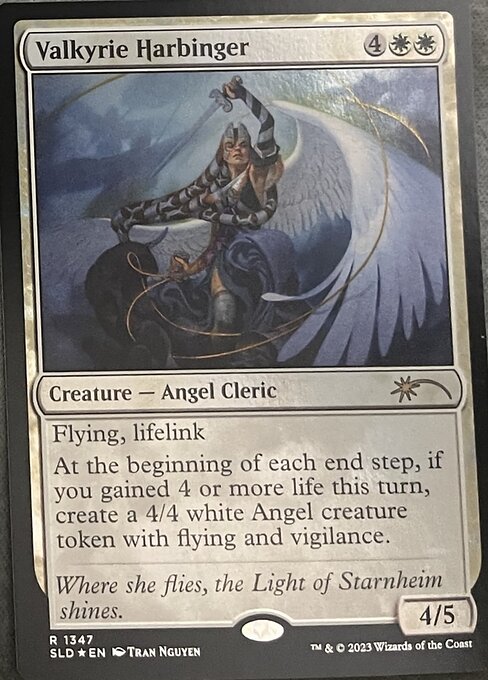 Valkyrie Harbinger 4
Creature — Angel Cleric
Flying, lifelink
At the beginning of each end step, if
you gained 4 or more life this turn,
create a 4/4 white Angel creature
token with flying and vigilance.
Where she flies, the Light of Starnheim
shines.
4/5
R 1347
SLD★EN Tran Nguyen
™ & © 2023 Wizards of the Coast